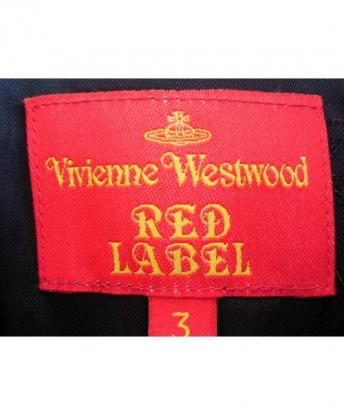 Vivienne Westwood
RED
LABEL
3